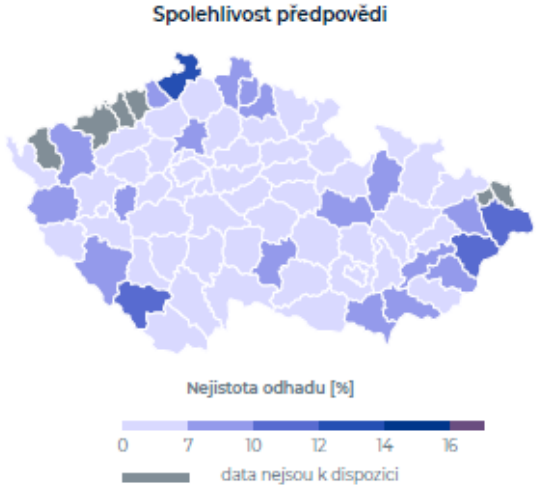 Spolehlivost předpovědi
Nejistota odhadu [%]
0 7 10 12 14 16
data nejsou k dispozici